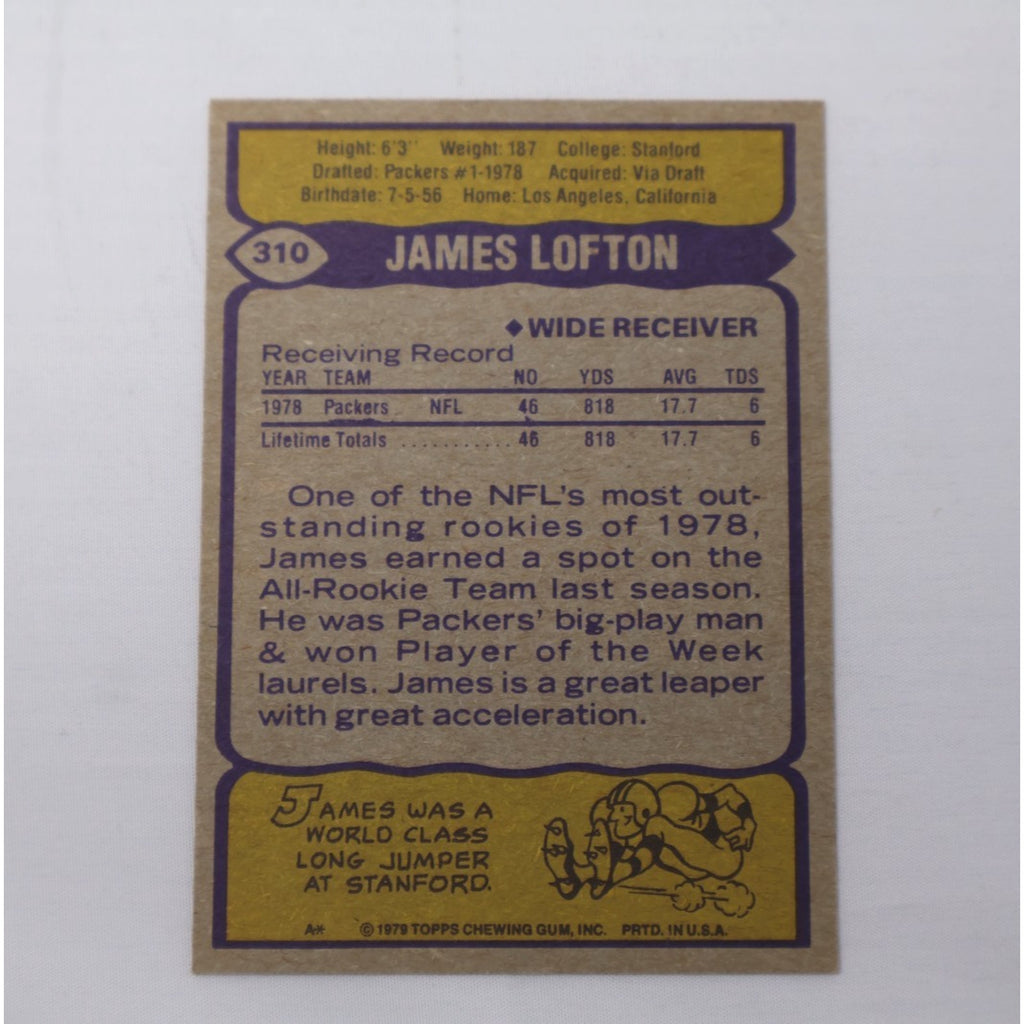 Height: 6'3'' Weight: 187 College: Stanford
Drafted: Packers #1-1978 Acquired: Via Draft
Birthdate: 7-5-56 Home: Los Angeles, California
310 JAMES LOFTON
◆WIDE RECEIVER
Receiving Record
YEAR TEAM NO YDS AVG TDS
1978 Packers NFL 46 818 17.7 6
Lifetime Totals ........... 46 818 17.7 6
One of the NFL's most out-
standing rookies of 1978,
James earned a spot on the
All-Rookie Team last season.
He was Packers' big-play man
& won Player of the Week
laurels. James is a great leaper
with great acceleration.
JAMES WAS A
WORLD CLASS
LONG JUMPER
AT STANFORD.
A* © 1979 TOPPS CHEWING GUM, INC. PRTD. IN U.S.A.